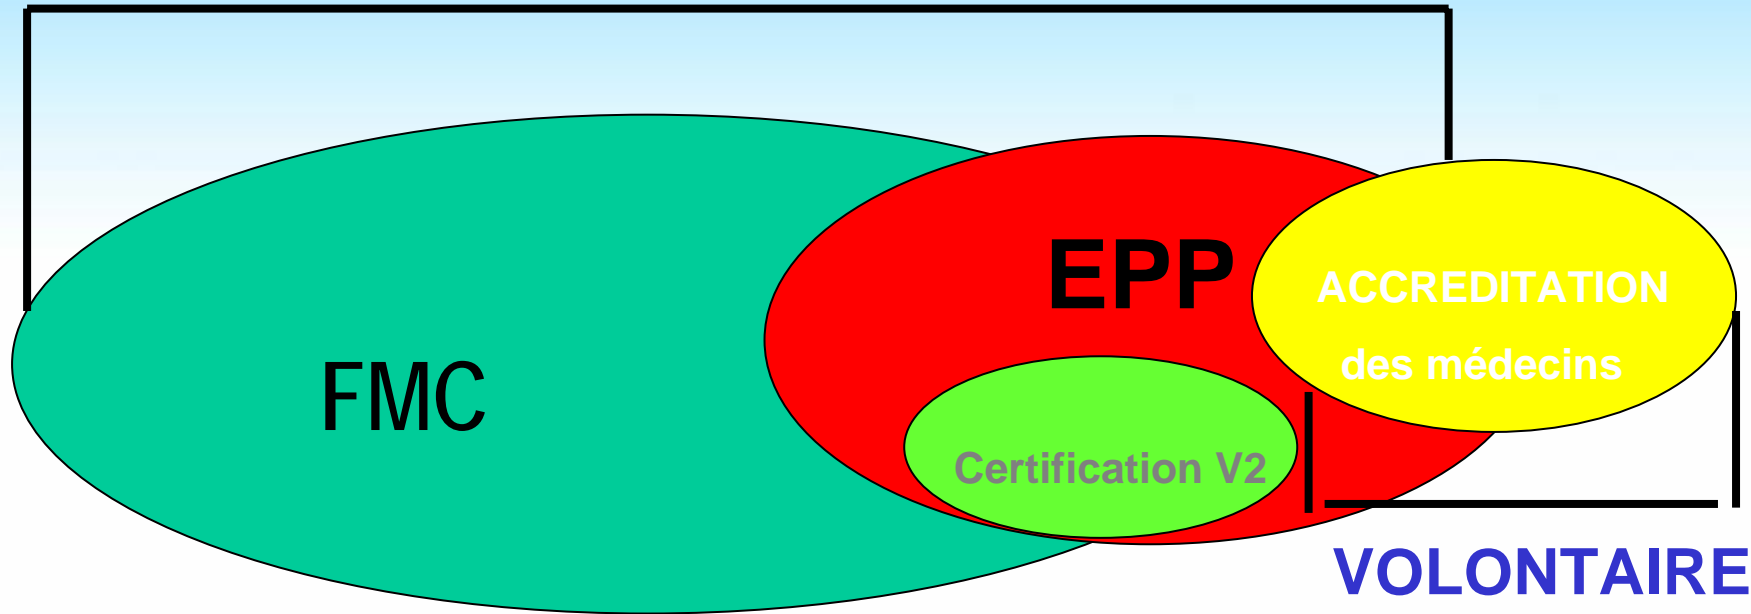 EPP
ACCREDITATION
des médecins
FMC
Certification V2
VOLONTAIRE